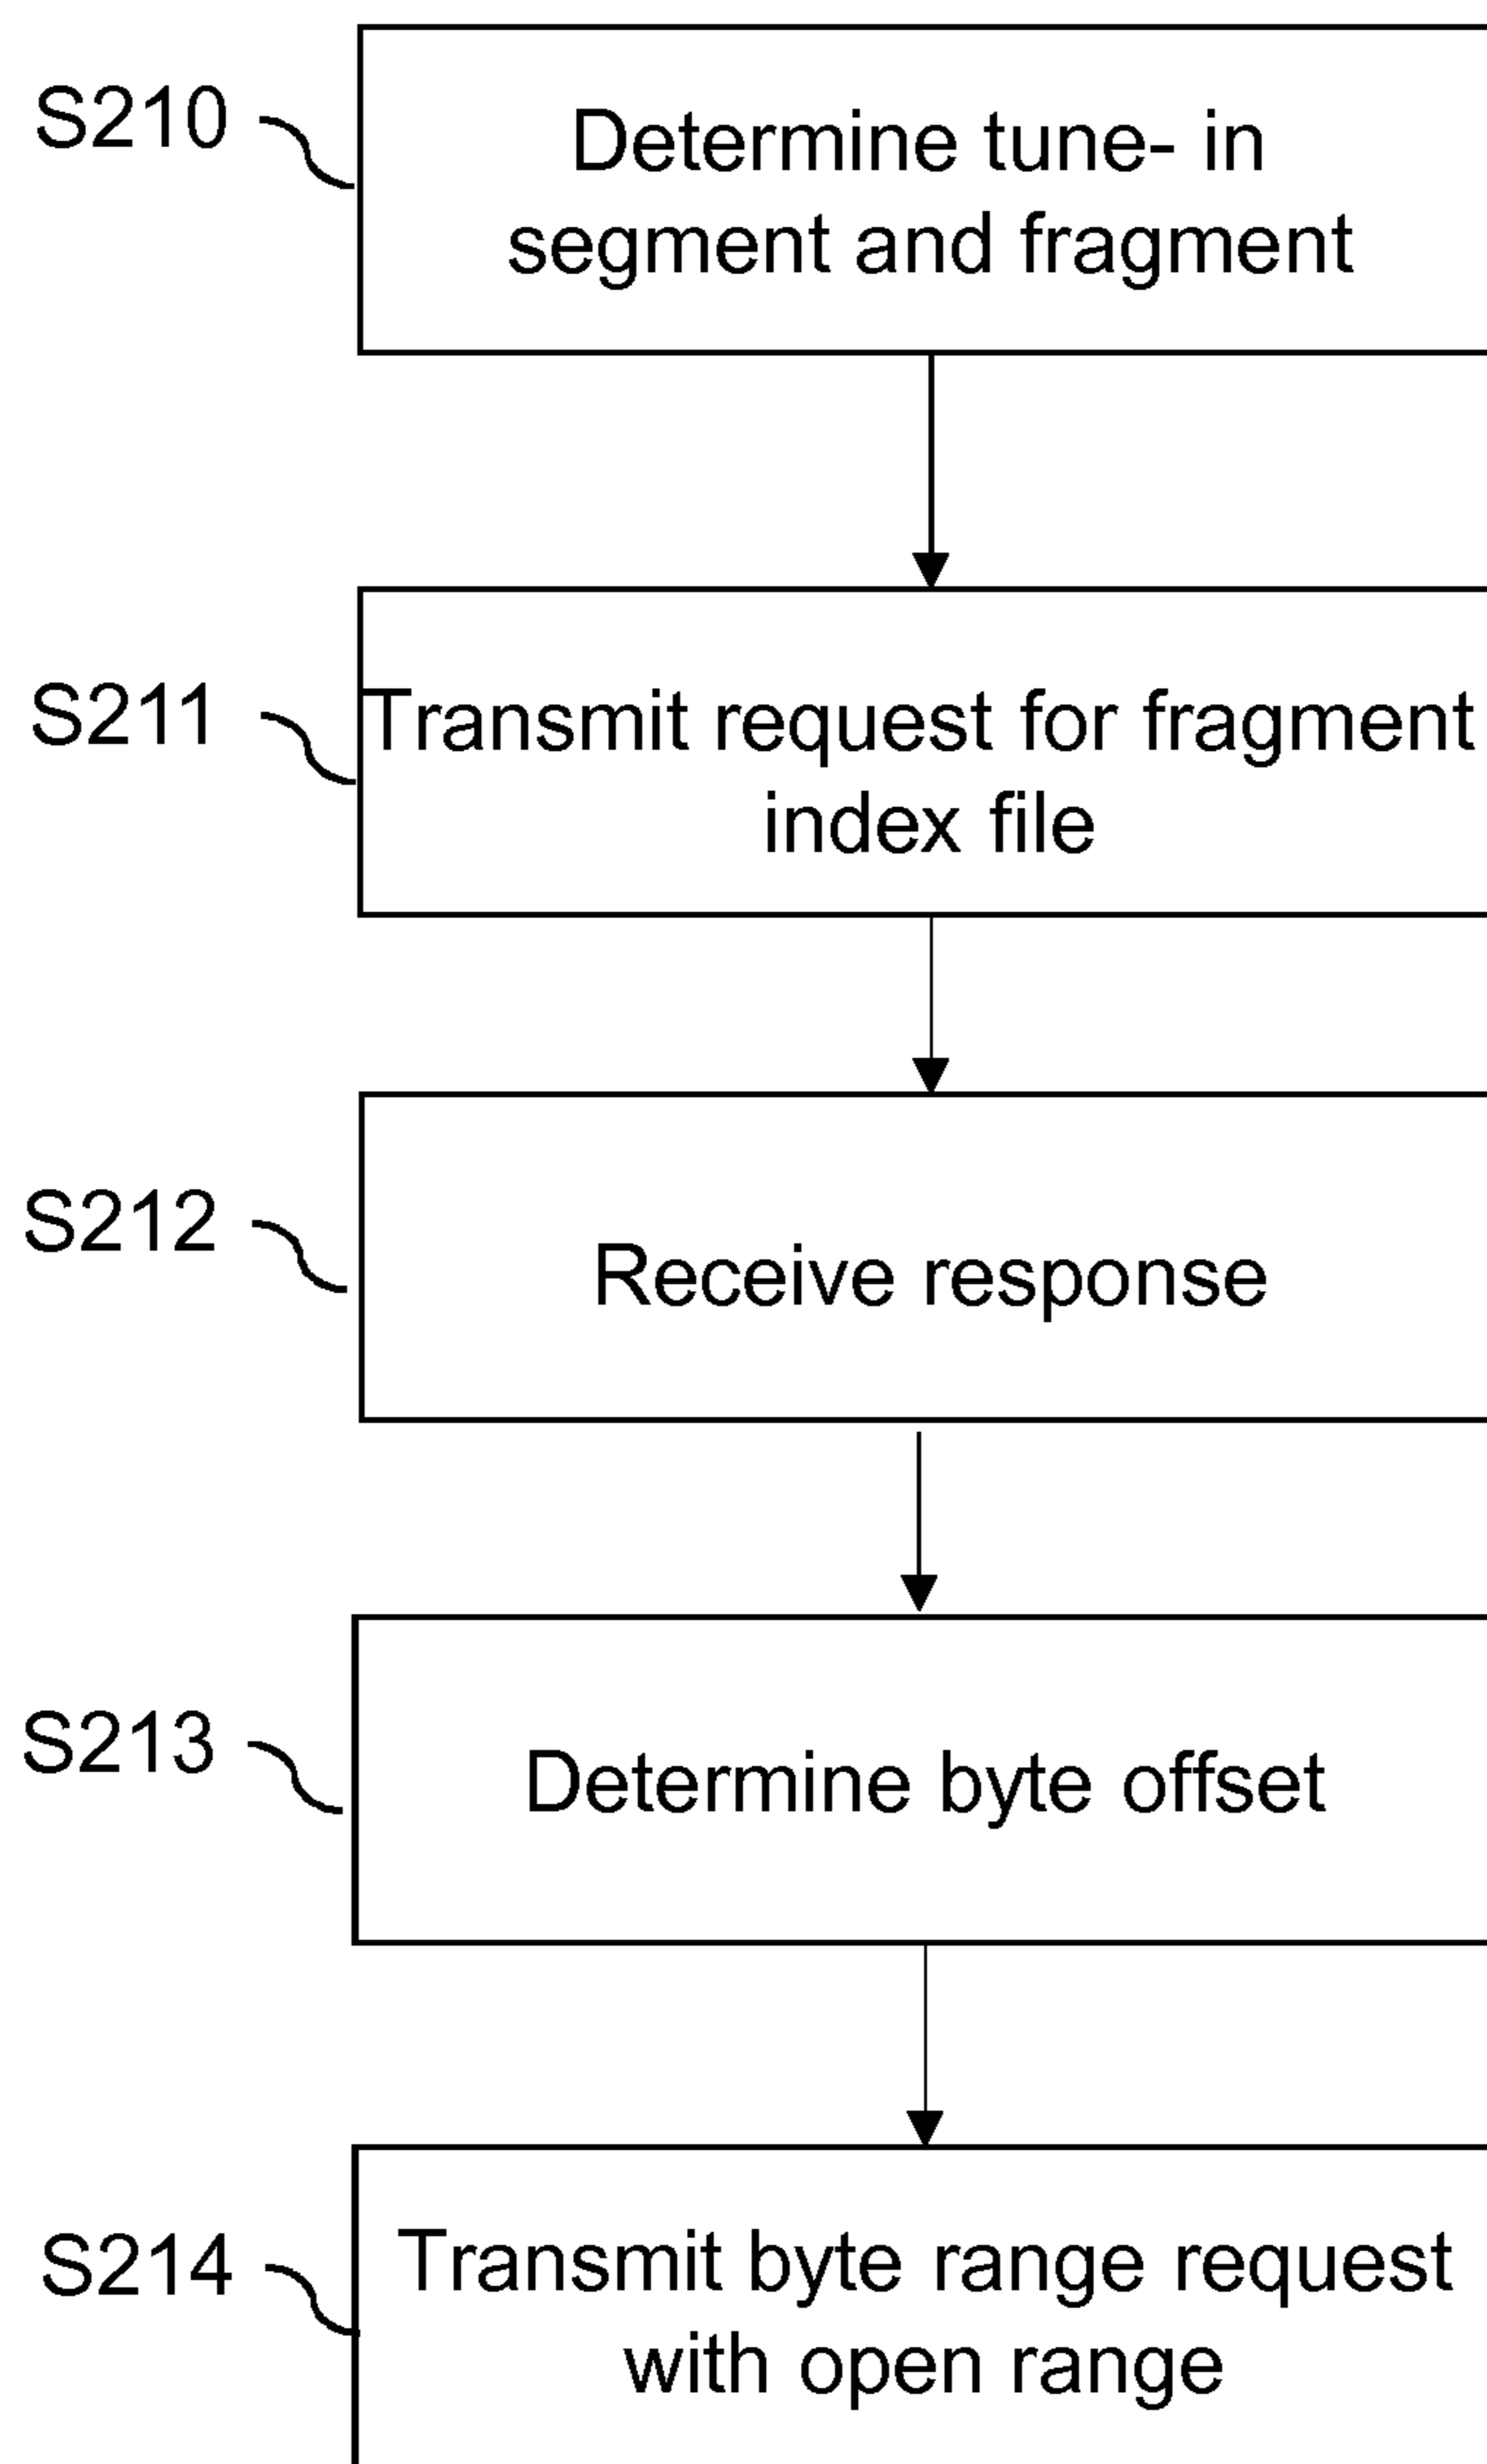 S210
Determine tune- in
segment and fragment
S211
Transmit request for fragment
index file
S212
Receive response
S213
Determine byte offset
S214
Transmit byte range request
with open range